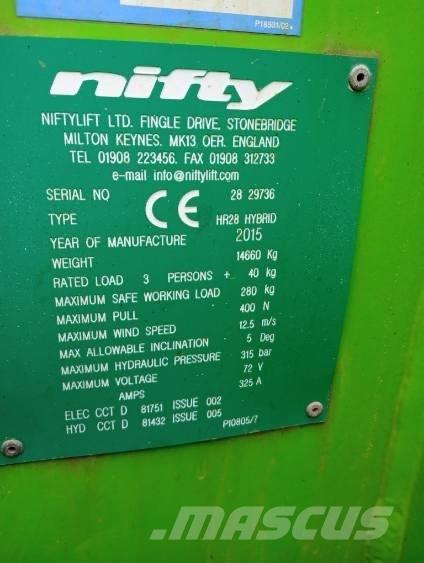 P18501/02
nifty
NIFTYLIFT LTD. FINGLE DRIVE, STONEBRIDGE
MILTON KEYNES. MK13 OER. ENGLAND
TEL 01908 223456. FAX 01908 312733
e-mail info@niftylift.com
SERIAL NO 28 29736
TYPE CE HR28 HYBRID
YEAR OF MANUFACTURE 2015
WEIGHT 14660 Kg
RATED LOAD 3 PERSONS + 40 kg
MAXIMUM SAFE WORKING LOAD 280 kg
MAXIMUM PULL 400 N
MAXIMUM WIND SPEED 12.5 m/s
MAX ALLOWABLE INCLINATION 5 Deg
MAXIMUM HYDRAULIC PRESSURE 315 bar
MAXIMUM VOLTAGE 72 V
AMPS 325 A
ELEC CCT D 81751 ISSUE 002
HYD CCT D 81432 ISSUE 005 P10805/7
MASCUS